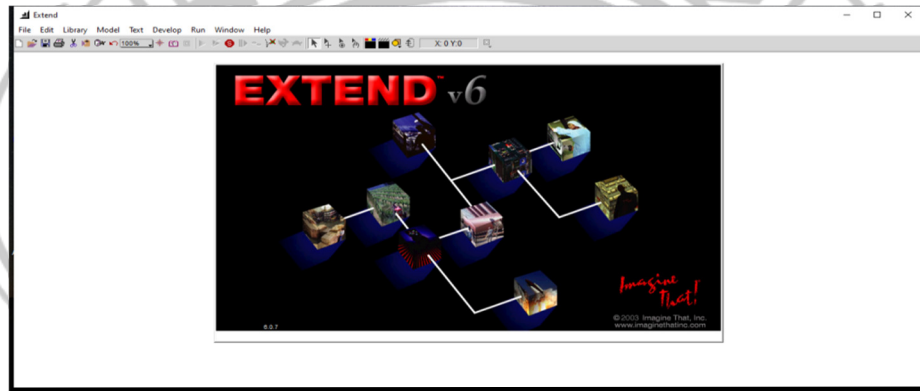 Extend
File Edit Library Model Text Develop Run Window Help
100% X: 0 Y:0
EXTEND™ v6
Imagine
That!
6.0.7
©2003 Imagine That, Inc.
www.imaginethatinc.com